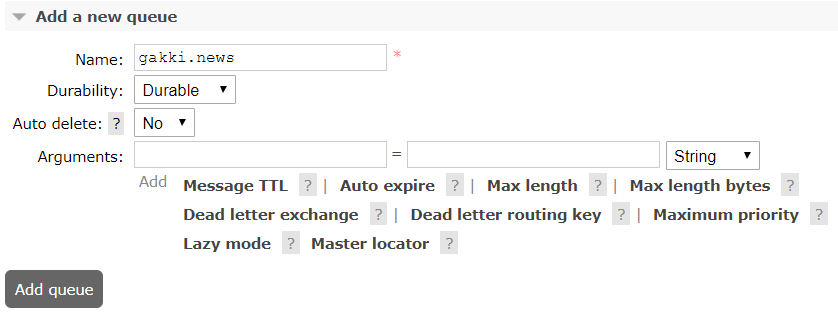 Add a new queue
Name: gakki.news *
Durability: Durable
Auto delete: ? No
Arguments: = String
Add Message TTL ? | Auto expire ? | Max length ? | Max length bytes ?
Dead letter exchange ? | Dead letter routing key ? | Maximum priority ?
Lazy mode ? Master locator ?
Add queue